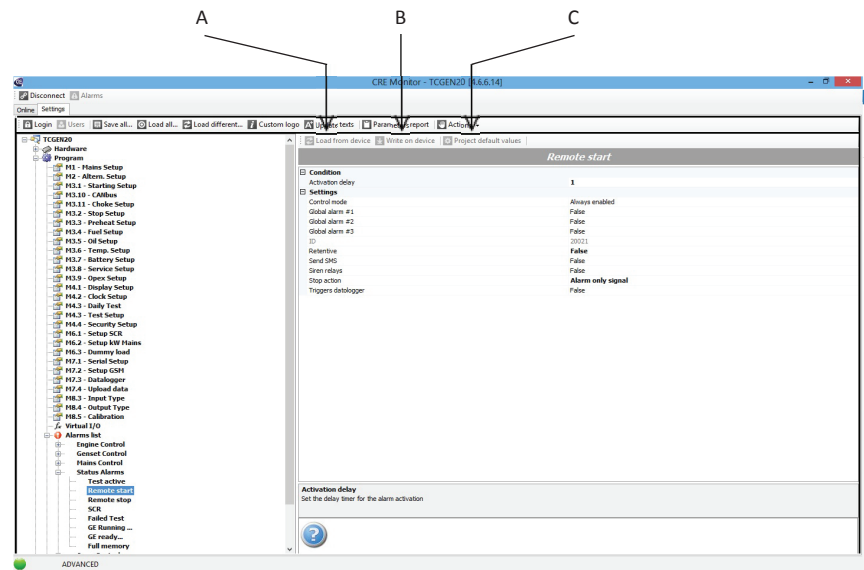 A B C
CRE Monitor - TCGEN20 [4.6.6.14]
Disconnect Alarms
Online Settings
Login Users Save all... Load all... Load different... Custom logo Update texts Parameters report Actions
TCGEN20
Hardware
Program
M1 - Mains Setup
M2 - Altern. Setup
M3.1 - Starting Setup
M3.10 - CANbus
M3.11 - Choke Setup
M3.2 - Stop Setup
M3.3 - Preheat Setup
M3.4 - Fuel Setup
M3.5 - Oil Setup
M3.6 - Temp. Setup
M3.7 - Battery Setup
M3.8 - Service Setup
M3.9 - Opex Setup
M4.1 - Display Setup
M4.2 - Clock Setup
M4.3 - Daily Test
M4.3 - Test Setup
M4.4 - Security Setup
M6.1 - Setup SCR
M6.2 - Setup kW Mains
M6.3 - Dummy load
M7.1 - Serial Setup
M7.2 - Setup GSM
M7.3 - Datalogger
M7.4 - Upload data
M8.3 - Input Type
M8.4 - Output Type
M8.5 - Calibration
Virtual I/O
Alarms list
Engine Control
Genset Control
Mains Control
Status Alarms
Test active
Remote start
Remote stop
SCR
Failed Test
GE Running ...
GE ready...
Full memory
Load from device Write on device Project default values
Remote start
Condition
Activation delay 1
Settings
Control mode Always enabled
Global alarm #1 False
Global alarm #2 False
Global alarm #3 False
ID 20021
Retentive False
Send SMS False
Siren relays False
Stop action Alarm only signal
Triggers datologger False
Activation delay
Set the delay timer for the alarm activation
ADVANCED